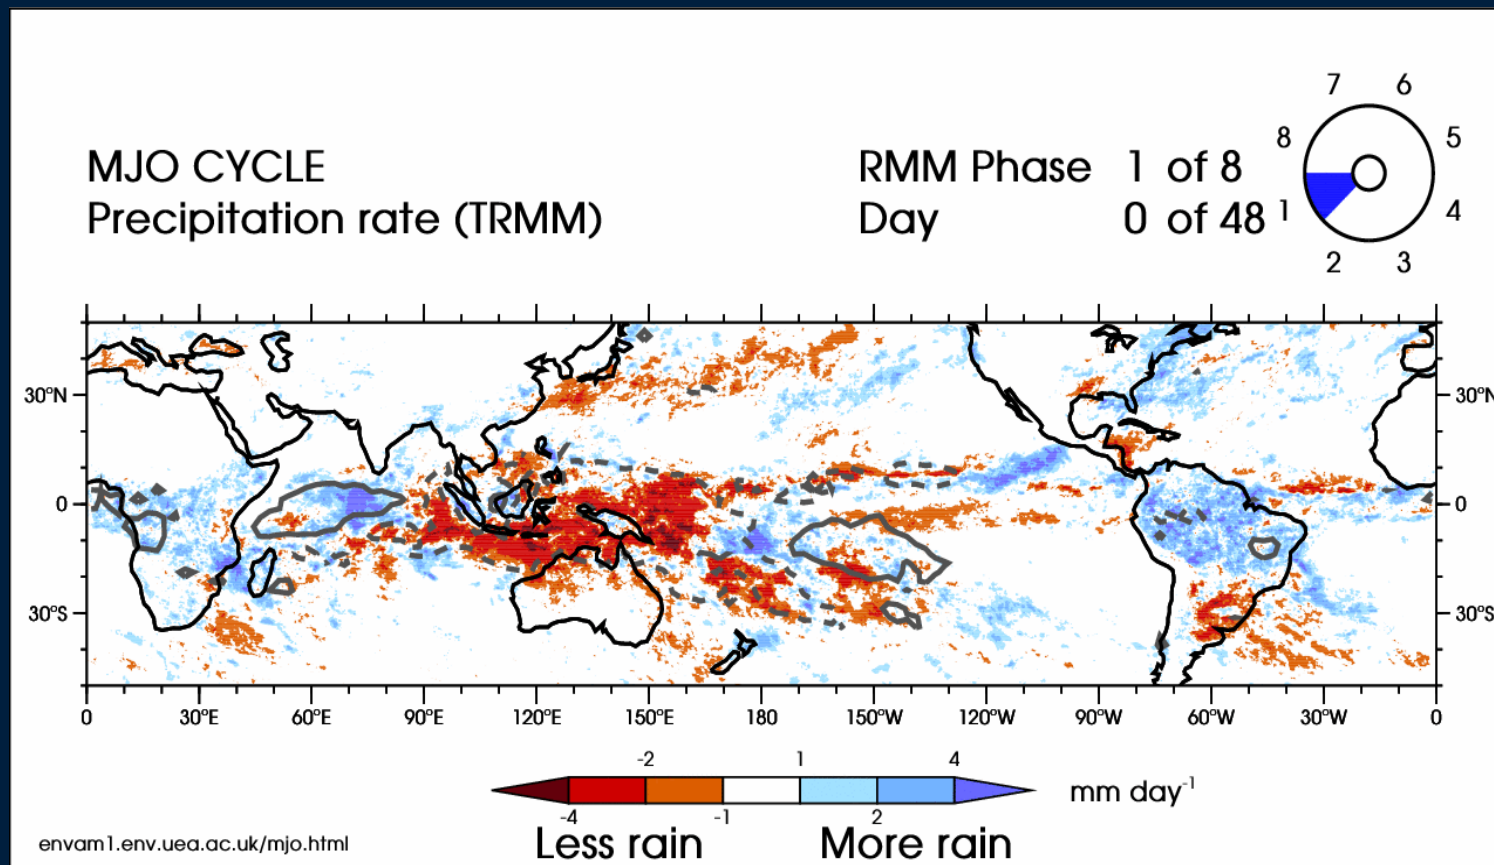 7 6
8 5
1 4
2 3
MJO CYCLE
Precipitation rate (TRMM)
RMM Phase 1 of 8
Day 0 of 48
30°N 30°N
0 0
30°S 30°S
0 30°E 60°E 90°E 120°E 150°E 180 150°W 120°W 90°W 60°W 30°W 0
-2 1 4
mm day-1
-4 -1 2
Less rain More rain
envam1.env.uea.ac.uk/mjo.html